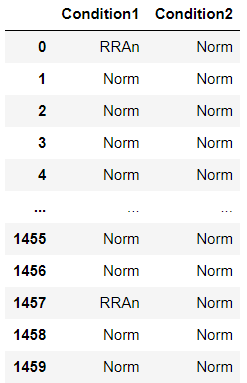 Condition1 Condition2
0 RRAn Norm
1 Norm Norm
2 Norm Norm
3 Norm Norm
4 Norm Norm
... ... ...
1455 Norm Norm
1456 Norm Norm
1457 RRAn Norm
1458 Norm Norm
1459 Norm Norm